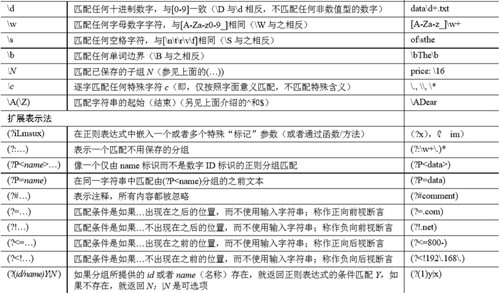 \d 匹配任何十进制数字，与[0-9]一致（\D与\d 相反，不匹配任何非数值型的数字） data\d+.txt
\w 匹配任何字母数字字符，与[A-Za-z0-9_]相同（\W 与之相反） [A-Za-z_]\w+
\s 匹配任何空格字符，与[\n\t\r\v\f]相同（\S 与之相反） of\sthe
\b 匹配任何单词边界（\B 与之相反） \bThe\b
\N 匹配已保存的子组 N（参见上面的(…)） price: \16
\c 逐字匹配任何特殊字符 c（即，仅按照字面意义匹配，不匹配特殊含义） \., \\, \*
\A(\Z) 匹配字符串的起始（结束）（另见上面介绍的^和$） \ADear
扩展表示法
(?iLmsux) 在正则表达式中嵌入一个或者多个特殊“标记”参数（或者通过函数/方法） (?x)，(? im)
(?:…) 表示一个匹配不用保存的分组 (?:\w+\.)*
(?P<name>…) 像一个仅由 name 标识而不是数字 ID 标识的正则分组匹配 (?P<data>)
(?P=name) 在同一字符串中匹配由(?P<name)分组的之前文本 (?P=data)
(?#…) 表示注释，所有内容都被忽略 (?#comment)
(?=…) 匹配条件是如果…出现在之后的位置，而不使用输入字符串；称作正向前视断言 (?=.com)
(?!…) 匹配条件是如果…不出现在之后的位置，而不使用输入字符串；称作负向前视断言 (?!.net)
(?<=…) 匹配条件是如果…出现在之前的位置，而不使用输入字符串；称作正向后视断言 (?<=800-)
(?<!…) 匹配条件是如果…不出现在之前的位置，而不使用输入字符串；称作负向后视断言 (?<!192\.168\.)
(?(id/name)Y|N) 如果分组所提供的 id 或者 name（名称）存在，就返回正则表达式的条件匹配 Y，如
果不存在，就返回 N；|N 是可选项 (?(1)y|x)